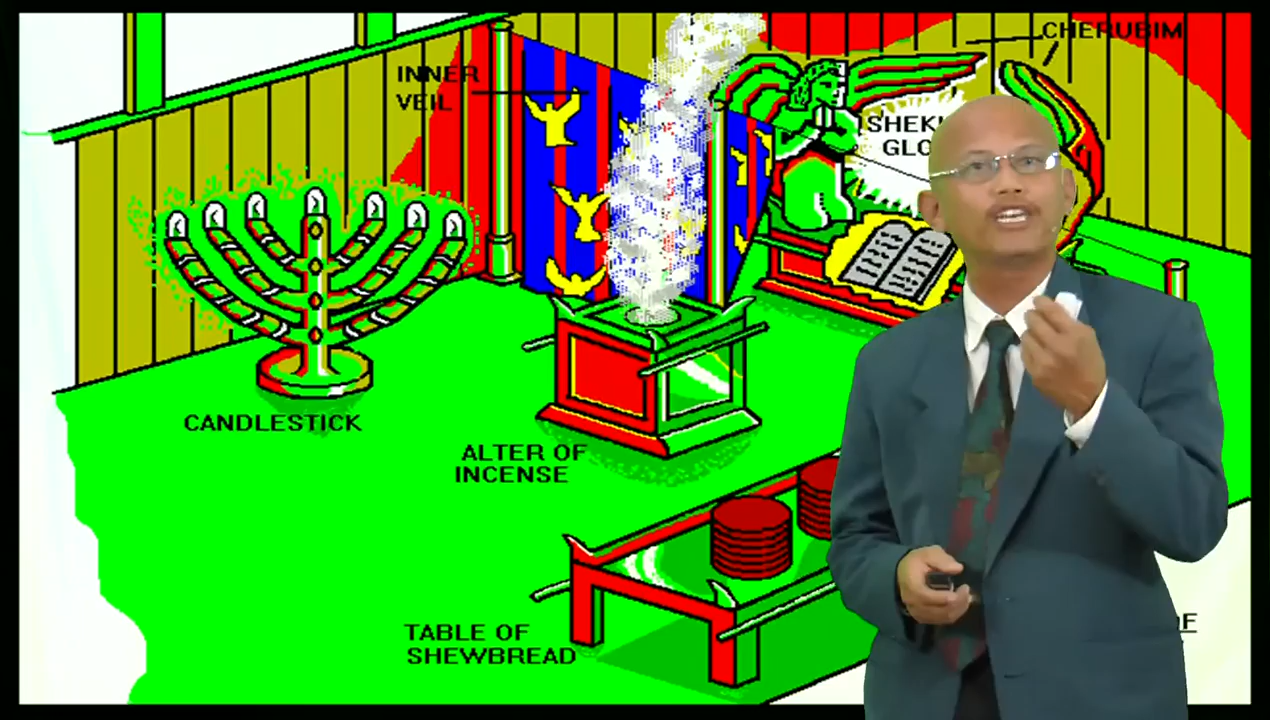 CHERUBIM
INNER
VEIL
CANDLESTICK
ALTER OF
INCENSE
TABLE OF
SHEWBREAD